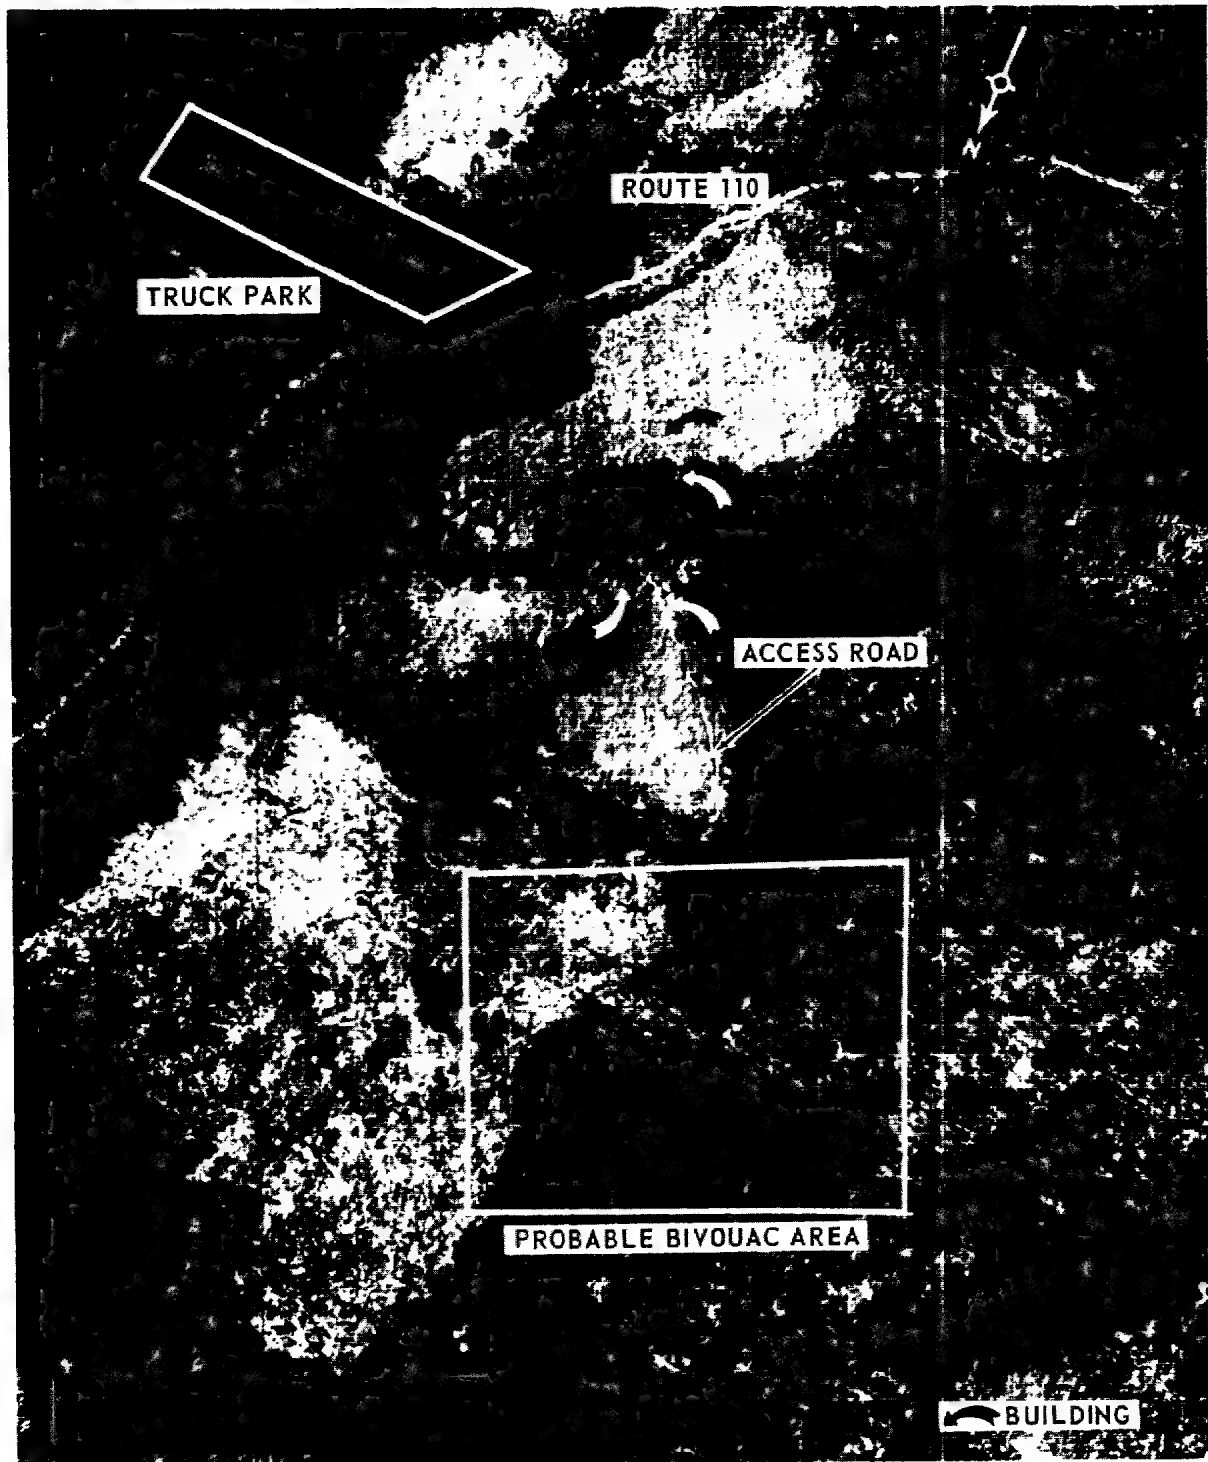 N
ROUTE 110
TRUCK PARK
ACCESS ROAD
PROBABLE BIVOUAC AREA
BUILDING